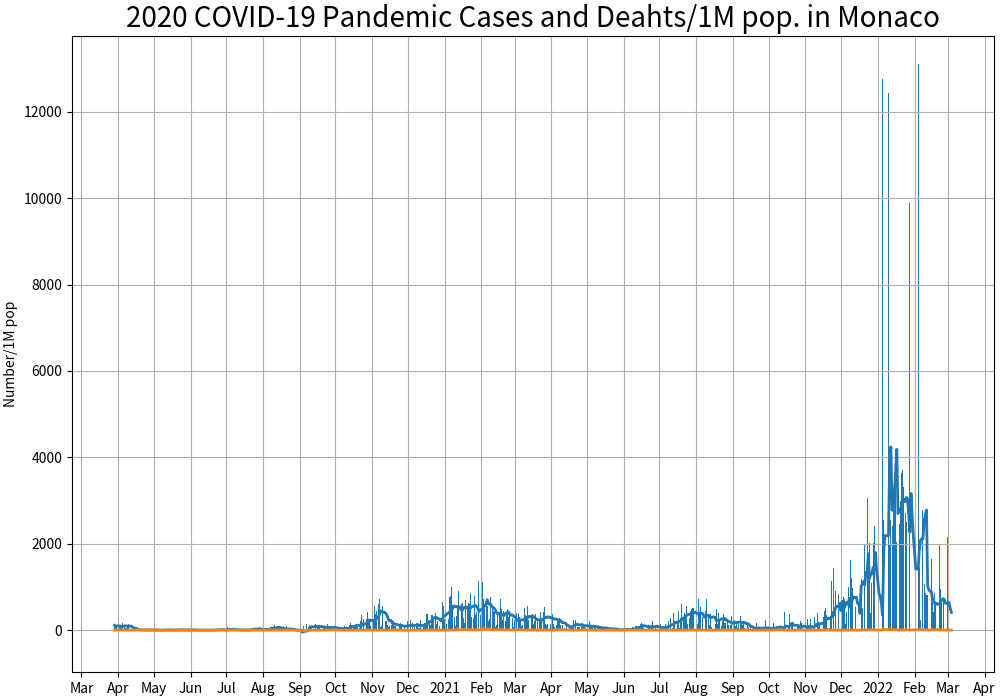 2020 COVID-19 Pandemic Cases and Deahts/1M pop. in Monaco
Number/1M pop
12000
10000
8000
6000
4000
2000
0
Mar Apr May Jun Jul Aug Sep Oct Nov Dec 2021 Feb Mar Apr May Jun Jul Aug Sep Oct Nov Dec 2022 Feb Mar Apr